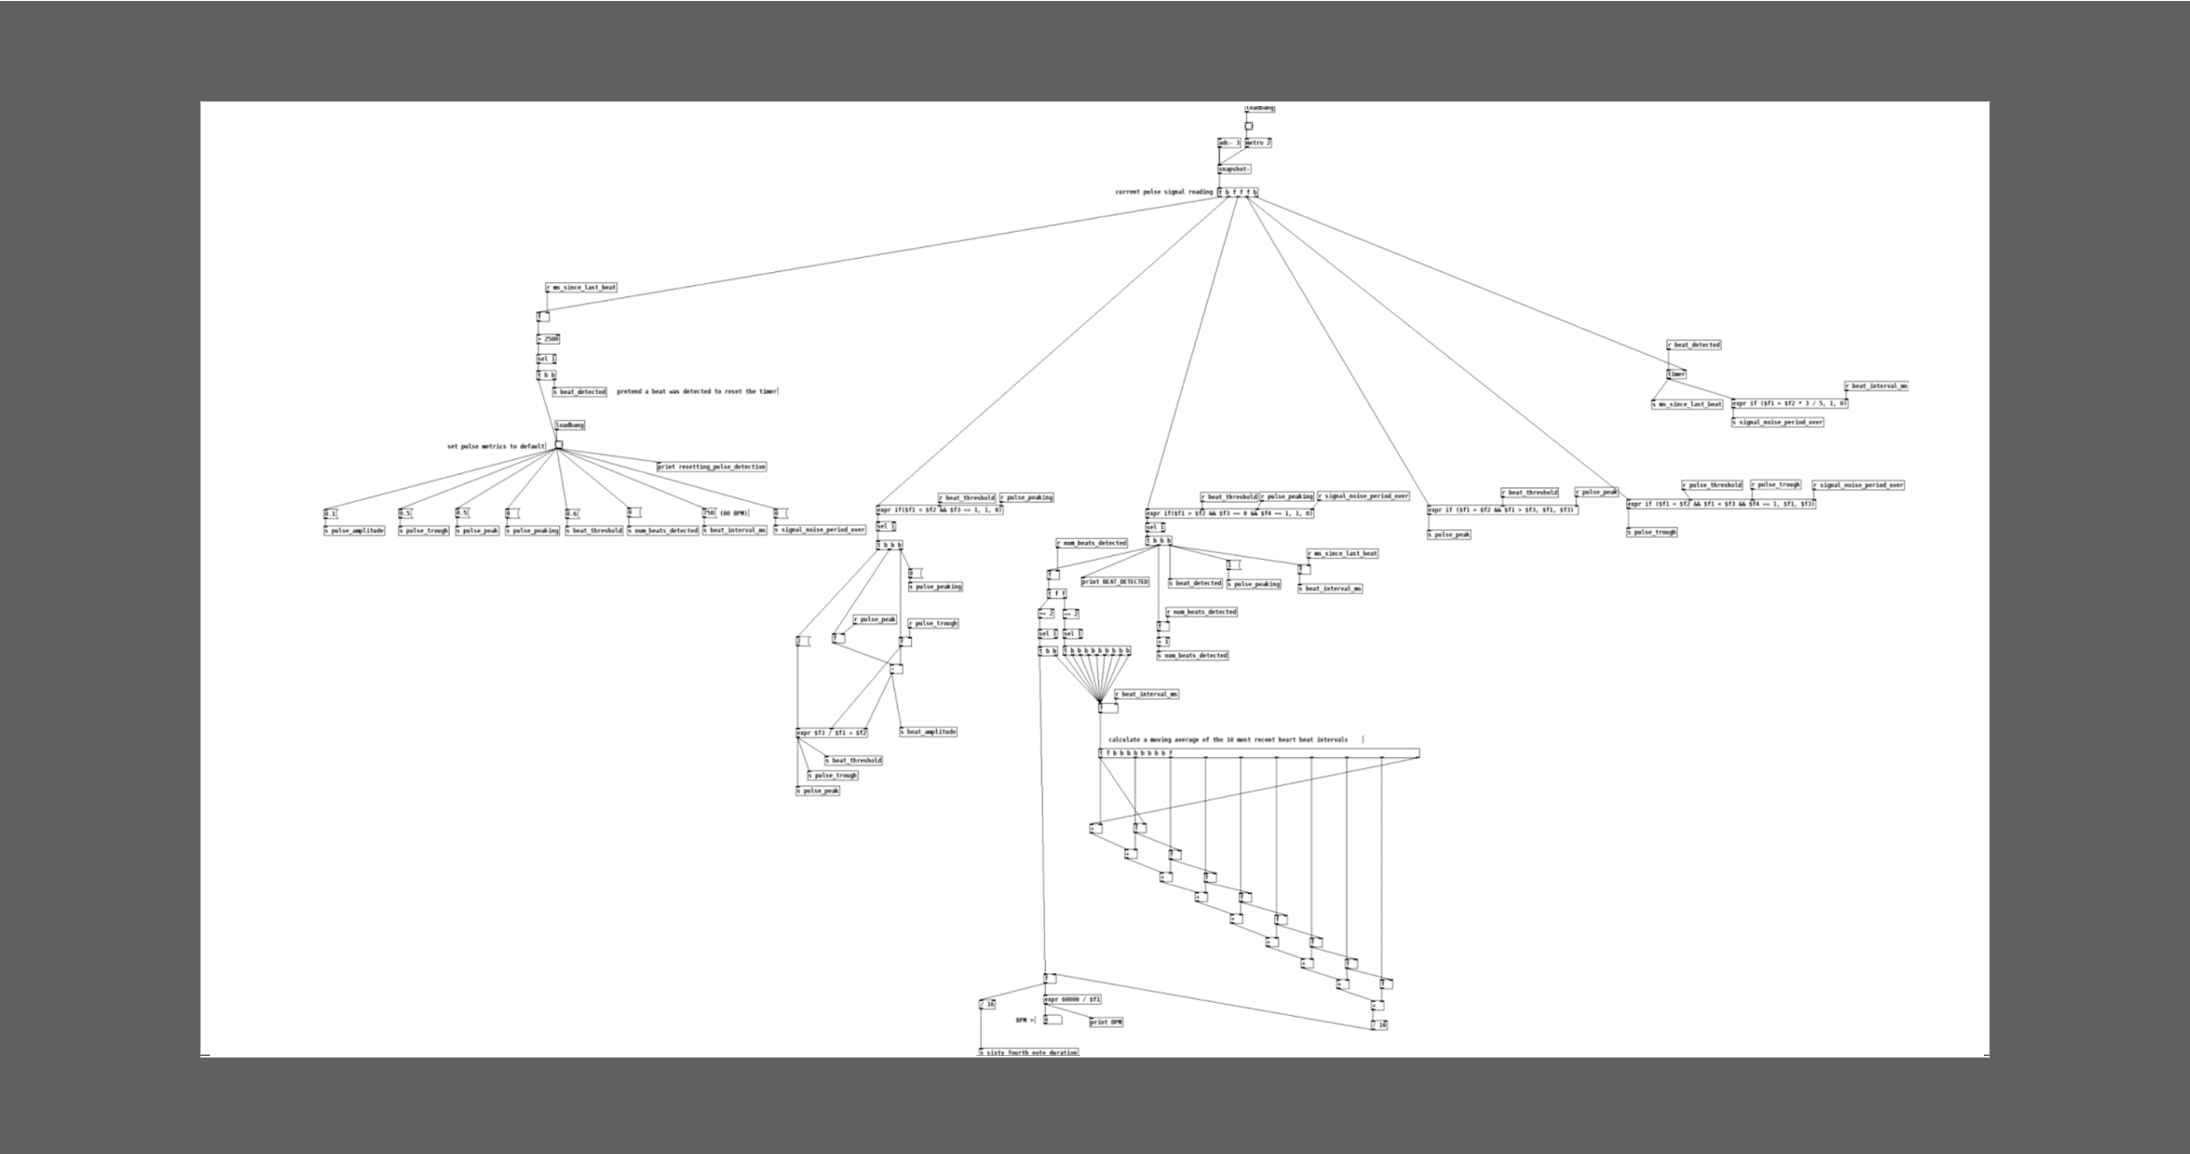 loadbang
adc~ 3
metro 2
snapshot~
current pulse signal reading
t b f f f b
r ms_since_last_beat
f
> 2500
sel 1
t b b
s beat_detected
pretend a beat was detected to reset the timer
loadbang
set pulse metrics to default
print resetting_pulse_detection
0.1
0.5
0.5
0
0.6
0
750
(80 BPM)
0
s pulse_amplitude
s pulse_trough
s pulse_peak
s pulse_peaking
s beat_threshold
s num_beats_detected
s beat_interval_ms
s signal_noise_period_over
r beat_threshold
r pulse_peaking
expr if($f1 < $f2 && $f3 == 1, 1, 0)
sel 1
t b b b
0
s pulse_peaking
r pulse_peak
r pulse_trough
2
f
f
-
expr $f3 / $f1 + $f2
s beat_amplitude
s beat_threshold
s pulse_trough
s pulse_peak
r beat_threshold
r pulse_peaking
r signal_noise_period_over
expr if($f1 > $f2 && $f3 == 0 && $f4 == 1, 1, 0)
sel 1
t b b b
r num_beats_detected
r ms_since_last_beat
f
print BEAT_DETECTED
s beat_detected
1
s pulse_peaking
f
s beat_interval_ms
t f f
>= 2
== 2
r num_beats_detected
f
sel 1
sel 1
+ 1
t b b
t b b b b b b b b b
s num_beats_detected
r beat_interval_ms
f
calculate a moving average of the 10 most recent heart beat intervals
t f b b b b b b b b f
+
f
+
f
+
f
+
f
+
f
+
f
+
f
+
f
+
/ 10
f
/ 16
expr 60000 / $f1
BPM =
0
print BPM
s sixty_fourth_note_duration
r beat_threshold
r pulse_peak
expr if ($f1 > $f2 && $f1 > $f3, $f1, $f3)
s pulse_peak
r pulse_threshold
r pulse_trough
r signal_noise_period_over
expr if ($f1 < $f2 && $f1 < $f3 && $f4 == 1, $f1, $f3)
s pulse_trough
r beat_detected
timer
r beat_interval_ms
s ms_since_last_beat
expr if ($f1 > $f2 * 3 / 5, 1, 0)
s signal_noise_period_over